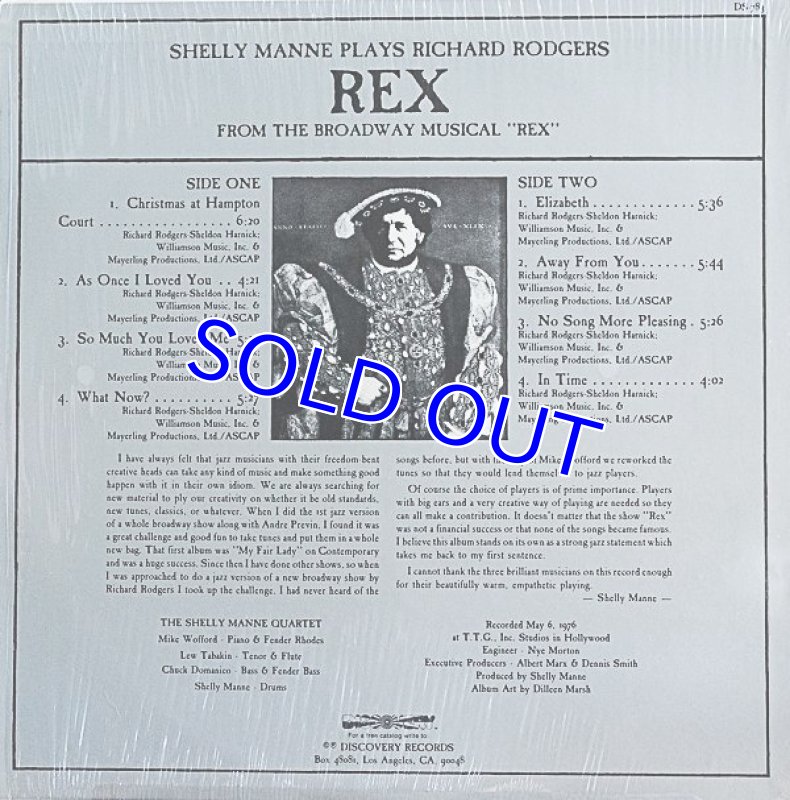 SHELLY MANNE PLAYS RICHARD RODGERS
REX
FROM THE BROADWAY MUSICAL "REX"
SIDE ONE
1. Christmas at Hampton
Court . . . . . . . . . . . . . . . . . 6:20
Richard Rodgers-Sheldon Harnick;
Williamson Music, Inc. &
Mayerling Productions, Ltd./ASCAP
2. As Once I Loved You . . 4:21
Richard Rodgers-Sheldon Harnick;
Williamson Music, Inc. &
Mayerling Productions, Ltd./ASCAP
3. So Much You Loved Me
Richard Rodgers-Sheldon Harnick;
Williamson Music, Inc. &
Mayerling Productions, Ltd./ASCAP
4. What Now? . . . . . . . . . . 5:27
Richard Rodgers-Sheldon Harnick;
Williamson Music, Inc. &
Mayerling Productions, Ltd./ASCAP
SIDE TWO
1. Elizabeth . . . . . . . . . . . . . 5:36
Richard Rodgers-Sheldon Harnick;
Williamson Music, Inc. &
Mayerling Productions, Ltd./ASCAP
2. Away From You . . . . . . . 5:44
Richard Rodgers-Sheldon Harnick;
Williamson Music, Inc. &
Mayerling Productions, Ltd./ASCAP
3. No Song More Pleasing . 5:26
Richard Rodgers-Sheldon Harnick;
Williamson Music, Inc. &
Mayerling Productions, Ltd./ASCAP
4. In Time . . . . . . . . . . . . . 4:02
Richard Rodgers-Sheldon Harnick;
Williamson Music, Inc. &
Mayerling Productions, Ltd./ASCAP
SOLD OUT
I have always felt that jazz musicians with their freedom-bent
creative heads can take any kind of music and make something good
happen with it in their own idiom. We are always searching for
new material to ply our creativity on whether it be old standards,
new tunes, classics, or whatever. When I did the 1st jazz version
of a whole broadway show along with Andre Previn, I found it was
a great challenge and good fun to take tunes and put them in a whole
new bag. That first album was "My Fair Lady" on Contemporary
and was a huge success. Since then I have done other shows, so when
I was approached to do a jazz version of a new broadway show by
Richard Rodgers I took up the challenge. I had never heard of the
songs before, but with Mike Wofford we reworked the
tunes so that they would lend themselves to jazz players.
Of course the choice of players is of prime importance. Players
with big ears and a very creative way of playing are needed so they
can all make a contribution. It doesn't matter that the show "Rex"
was not a financial success or that none of the songs became famous.
I believe this album stands on its own as a strong jazz statement which
takes me back to my first sentence.
I cannot thank the three brilliant musicians on this record enough
for their beautifully warm, empathetic playing.
— Shelly Manne —
THE SHELLY MANNE QUARTET
Mike Wofford - Piano & Fender Rhodes
Lew Tabakin - Tenor & Flute
Chuck Domanico - Bass & Fender Bass
Shelly Manne - Drums
Recorded May 6, 1976
at T.T.G., Inc. Studios in Hollywood
Engineer - Nye Morton
Executive Producers - Albert Marx & Dennis Smith
Produced by Shelly Manne
Album Art by Dilleen Marsh
For a free catalog write to
©℗ DISCOVERY RECORDS
Box 48081, Los Angeles, CA. 90048